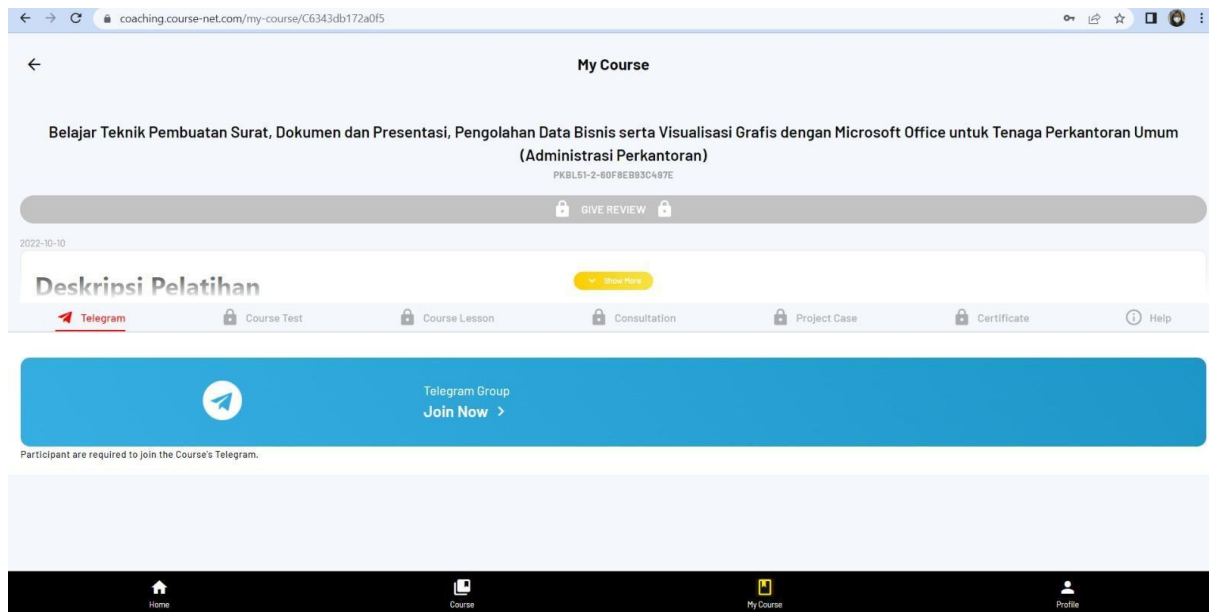 coaching.course-net.com/my-course/C6343db172a0f5
My Course
Belajar Teknik Pembuatan Surat, Dokumen dan Presentasi, Pengolahan Data Bisnis serta Visualisasi Grafis dengan Microsoft Office untuk Tenaga Perkantoran Umum
(Administrasi Perkantoran)
PKBL51-2-60F8EB93C497E
GIVE REVIEW
2022-10-10
Deskripsi Pelatihan
Show More
Telegram Course Test Course Lesson Consultation Project Case Certificate Help
Telegram Group
Join Now
Participant are required to join the Course's Telegram.
Home Course My Course Profile